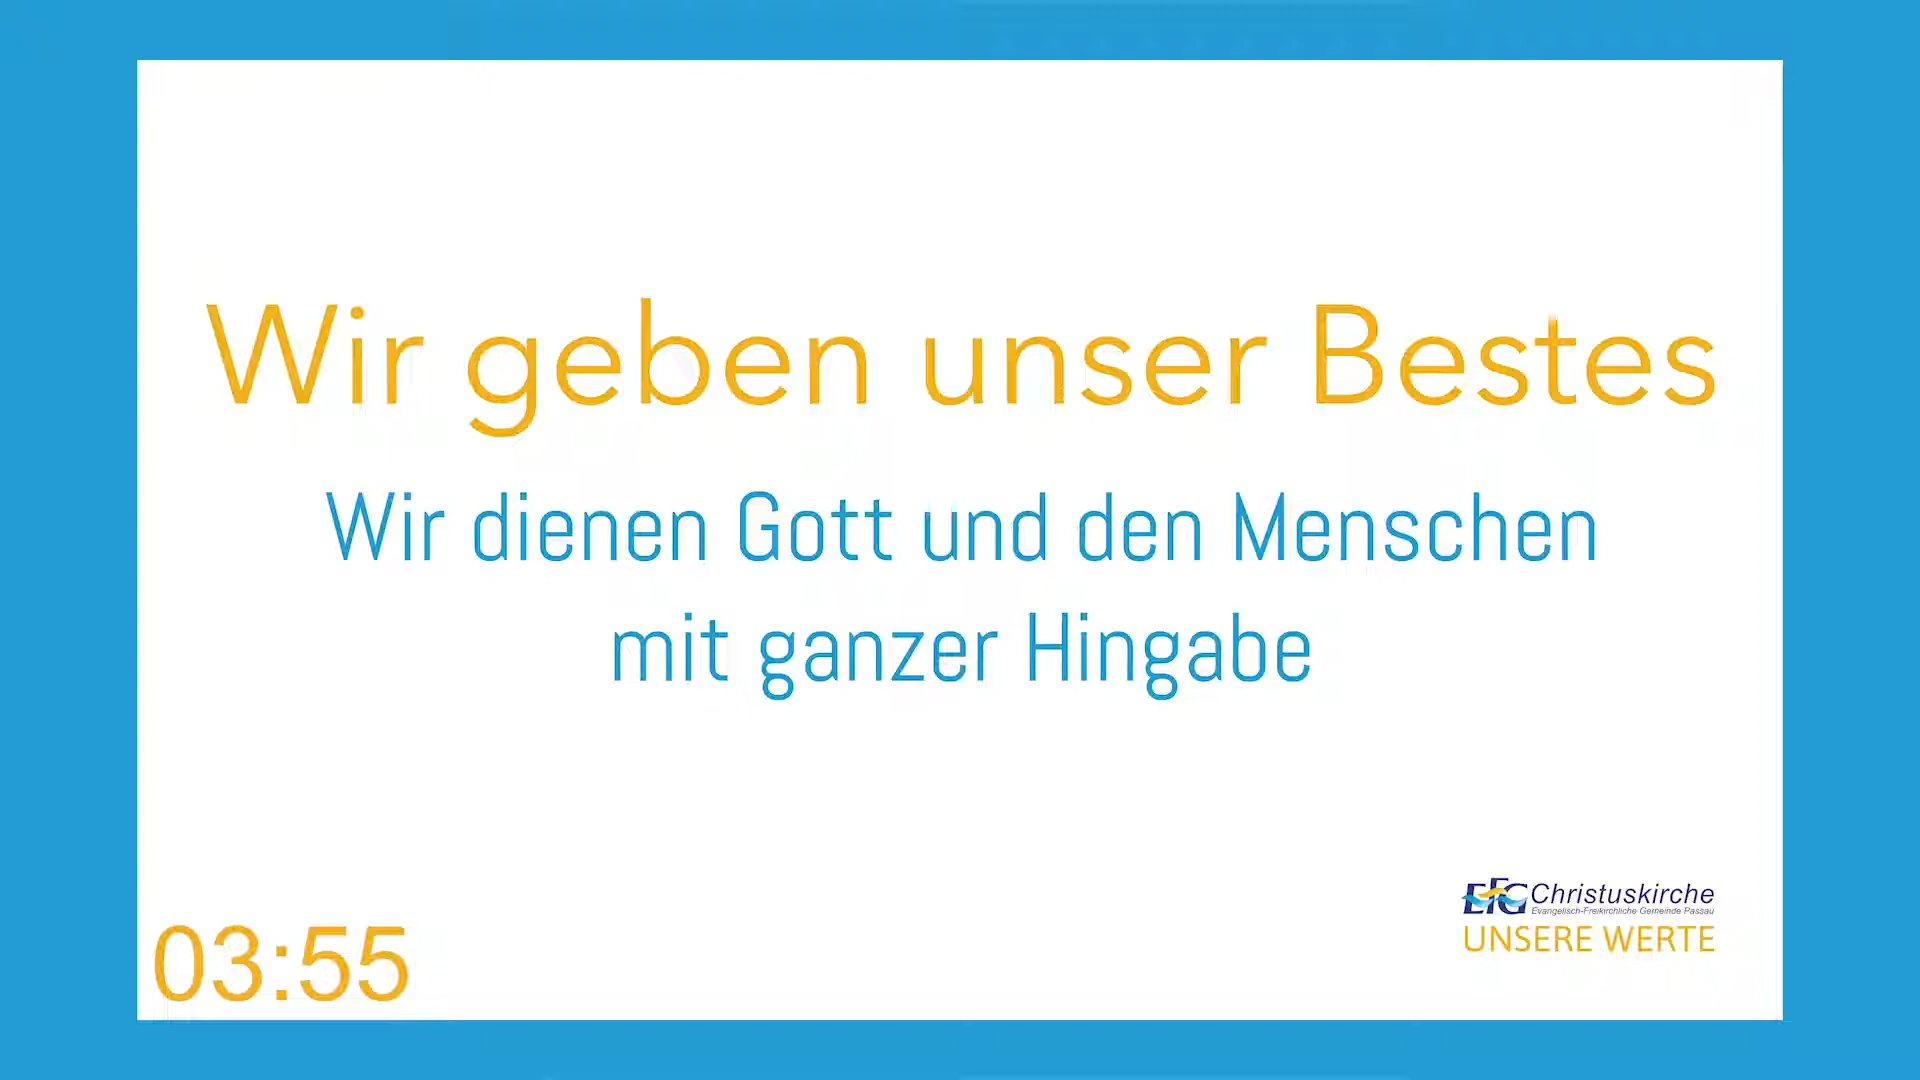 Wir geben unser Bestes
Wir dienen Gott und den Menschen
mit ganzer Hingabe
EFG Christuskirche
Evangelisch-Freikirchliche Gemeinde Passau
UNSERE WERTE
03:55